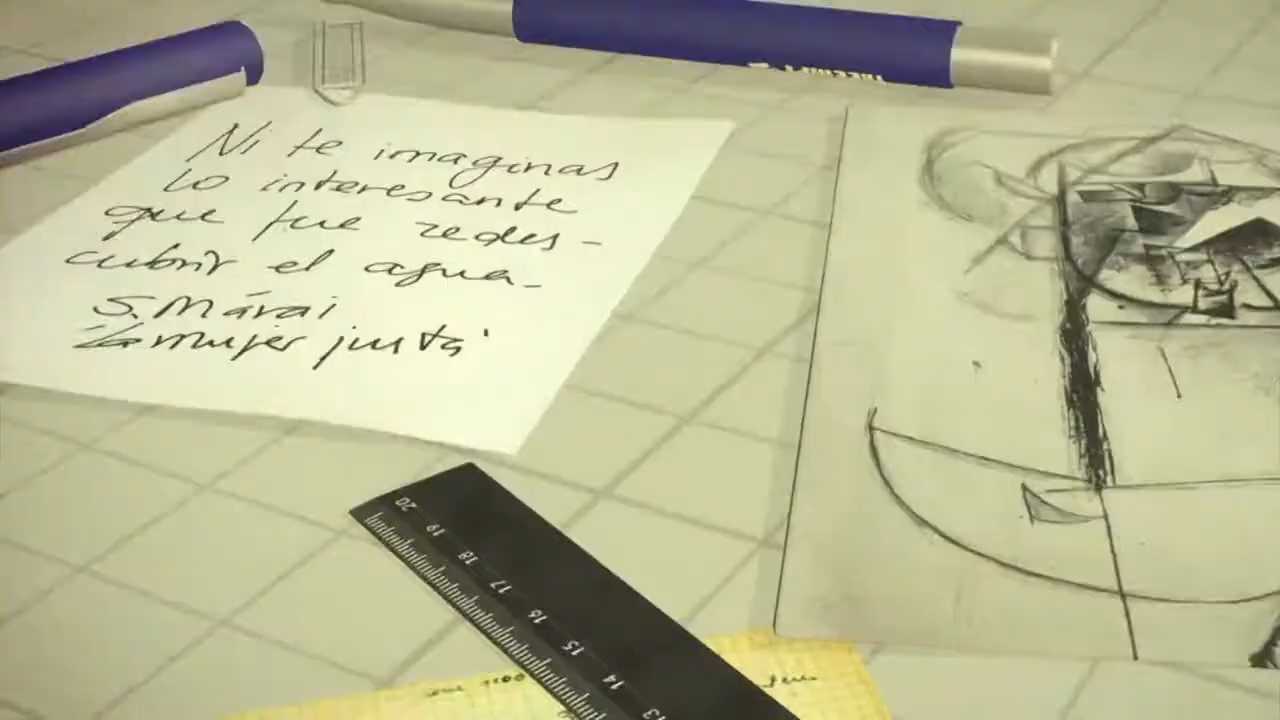 Ni te imaginas
lo interesante
que fue redes-
cubrir el agua.
S. Márai
"La mujer justa"
20 19 18 17 16 15 14 13